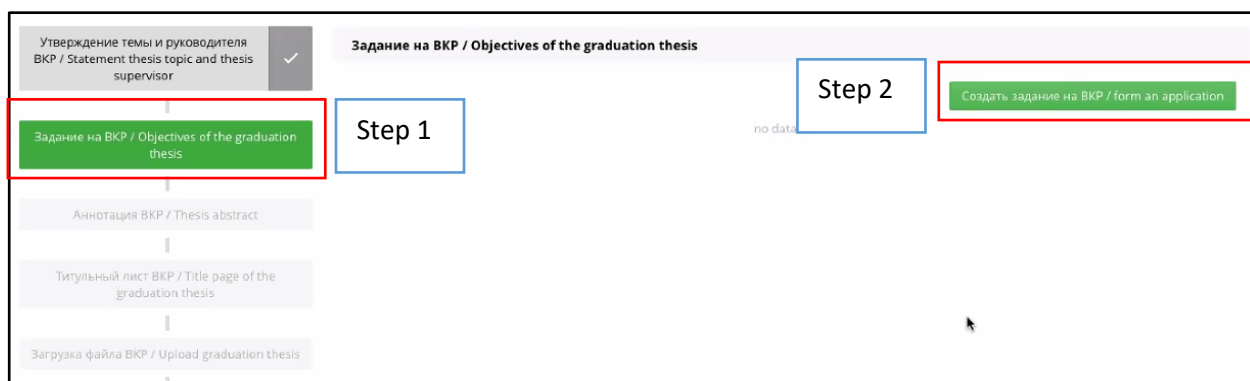 Утверждение темы и руководителя
ВКР / Statement thesis topic and thesis
supervisor
Задание на ВКР / Objectives of the graduation
thesis
Step 1
Аннотация ВКР / Thesis abstract
Титульный лист ВКР / Title page of the
graduation thesis
Загрузка файла ВКР / Upload graduation thesis
Задание на ВКР / Objectives of the graduation thesis
Step 2
Создать задание на ВКР / form an application
no data